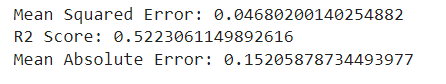 Mean Squared Error: 0.04680200140254882
R2 Score: 0.5223061149892616
Mean Absolute Error: 0.15205878734493977